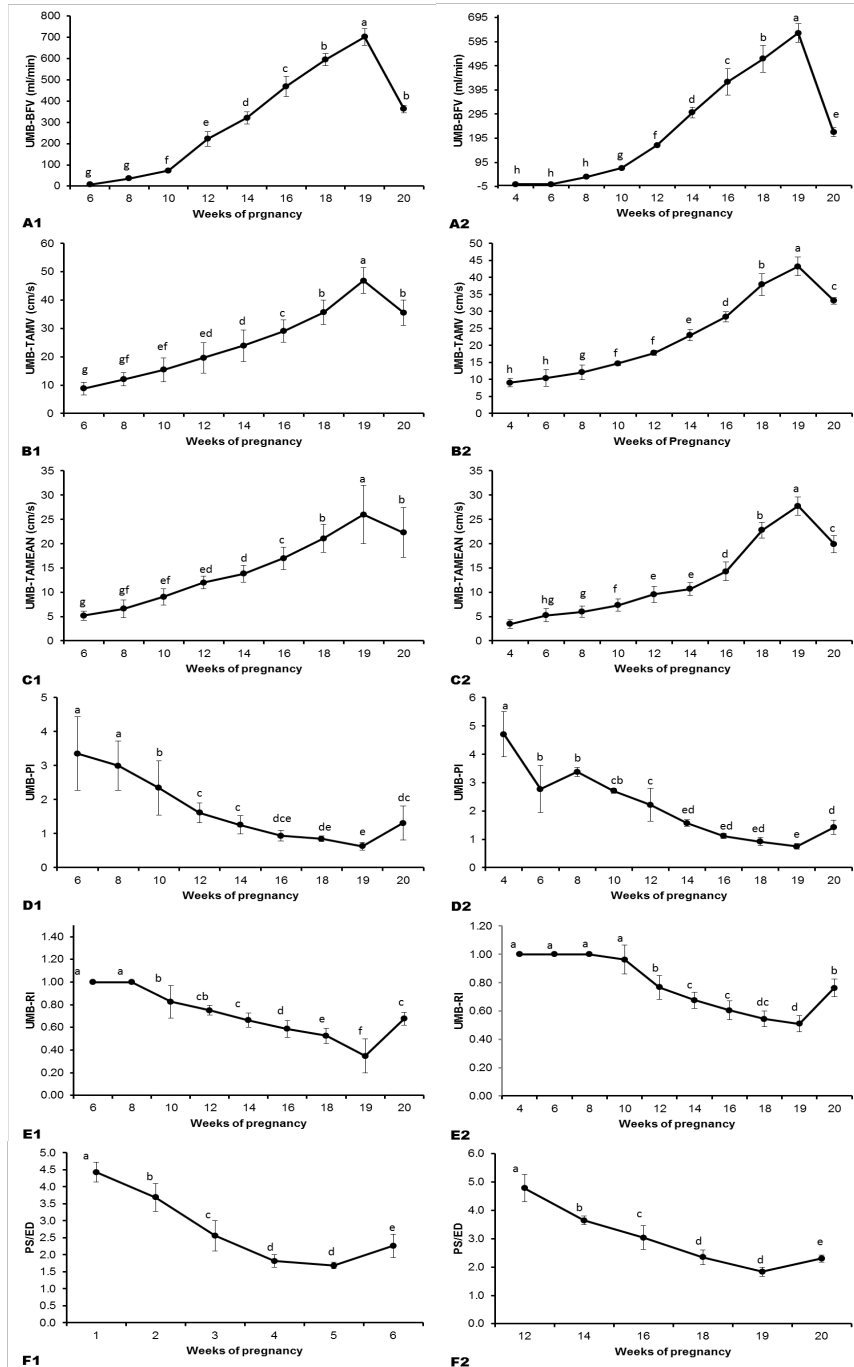 UMB-BFV (ml/min)
800
700
600
500
400
300
200
100
0
g g f e d c b a b
6 8 10 12 14 16 18 19 20
Weeks of prgnancy
A1
UMB-BFV (ml/min)
695
595
495
395
295
195
95
-5
h h h g f d c b a e
4 6 8 10 12 14 16 18 19 20
Weeks of pregnancy
A2
UMB-TAMV (cm/s)
60
50
40
30
20
10
0
g gf ef ed d c b a b
6 8 10 12 14 16 18 19 20
Weeks of pregnancy
B1
UMB-TAMV (cm/s)
50
45
40
35
30
25
20
15
10
5
0
h h g f f e d b a c
4 6 8 10 12 14 16 18 19 20
Weeks of Pregnancy
B2
UMB-TAMEAN (cm/s)
35
30
25
20
15
10
5
0
g gf ef ed d c b a b
6 8 10 12 14 16 18 19 20
Weeks of pregnancy
C1
UMB-TAMEAN (cm/s)
35
30
25
20
15
10
5
0
hg g f e e d b a c
4 6 8 10 12 14 16 18 19 20
Weeks of pregnancy
C2
UMB-PI
5
4
3
2
1
0
a a b c c dce de e dc
6 8 10 12 14 16 18 19 20
Weeks of pregnancy
D1
UMB-PI
6
5
4
3
2
1
0
a b b cb c ed ed ed e d
4 6 8 10 12 14 16 18 19 20
Weeks of pregnancy
D2
UMB-RI
1.40
1.20
1.00
0.80
0.60
0.40
0.20
0.00
a a b cb c d e f c
6 8 10 12 14 16 18 19 20
Weeks of pregnancy
E1
UMB-RI
1.20
1.00
0.80
0.60
0.40
0.20
0.00
a a a a b c c dc d b
4 6 8 10 12 14 16 18 19 20
Weeks of pregnancy
E2
PS/ED
5.0
4.5
4.0
3.5
3.0
2.5
2.0
1.5
1.0
0.5
0.0
a b c d d e
1 2 3 4 5 6
Weeks of pregnancy
F1
PS/ED
6.0
5.0
4.0
3.0
2.0
1.0
0.0
a b c d d e
12 14 16 18 19 20
Weeks of pregnancy
F2